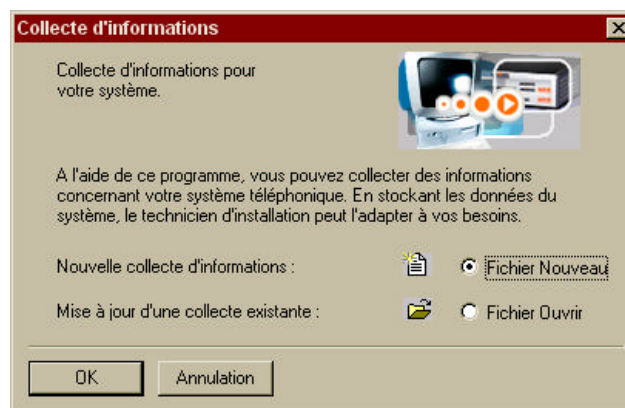 Collecte d'informations
Collecte d'informations pour
votre système.
A l'aide de ce programme, vous pouvez collecter des informations
concernant votre système téléphonique. En stockant les données du
système, le technicien d'installation peut l'adapter à vos besoins.
Nouvelle collecte d'informations :
Fichier Nouveau
Mise à jour d'une collecte existante :
Fichier Ouvrir
OK
Annulation